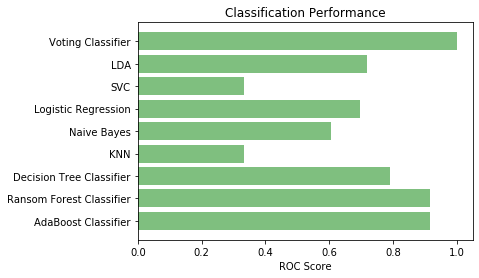 Classification Performance
Voting Classifier
LDA
SVC
Logistic Regression
Naive Bayes
KNN
Decision Tree Classifier
Ransom Forest Classifier
AdaBoost Classifier
0.0 0.2 0.4 0.6 0.8 1.0
ROC Score